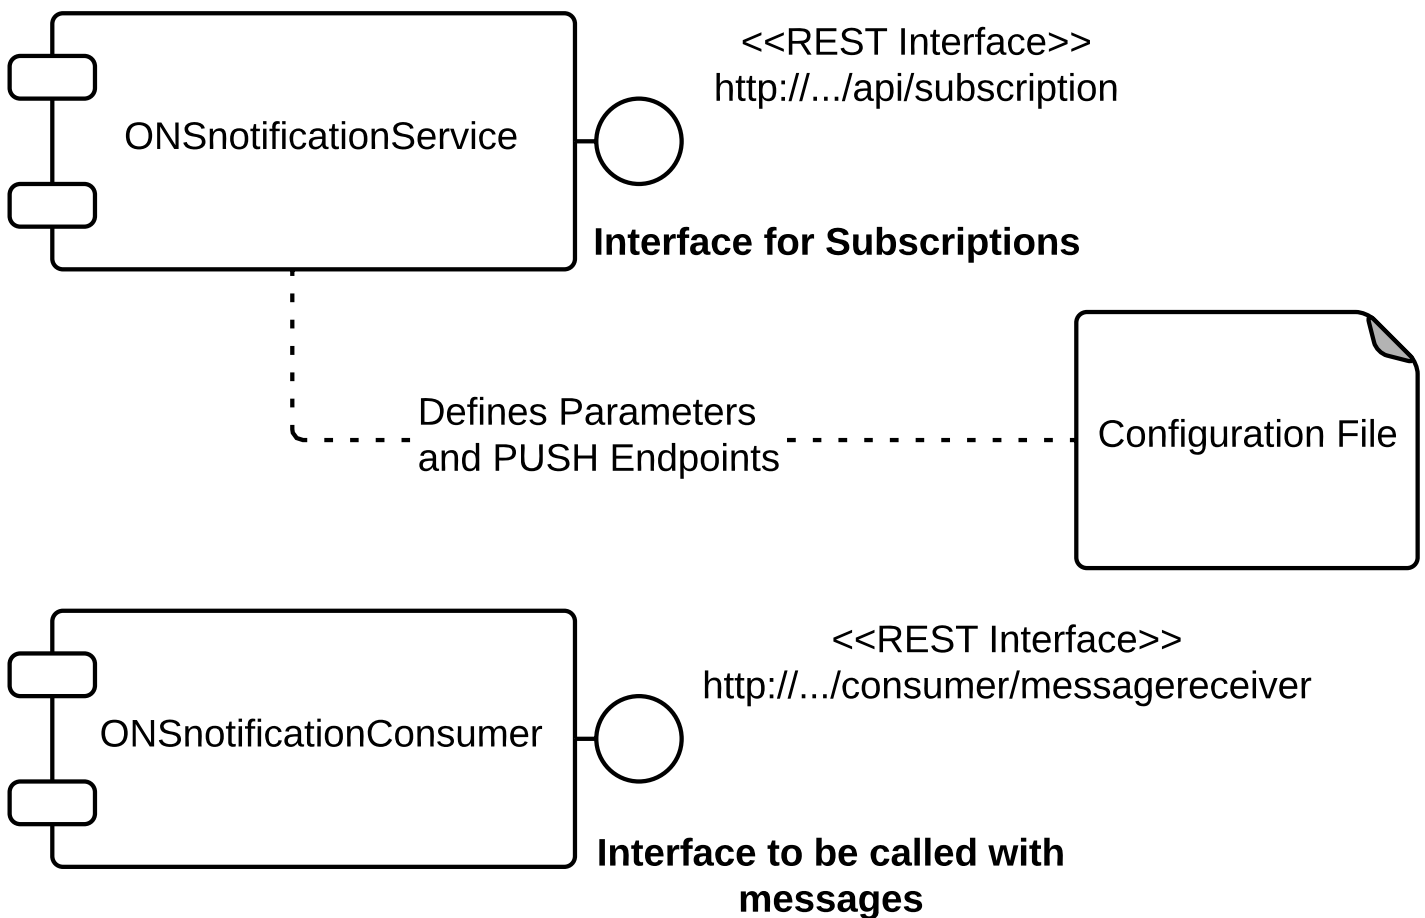 <<REST Interface>>
http://.../api/subscription
ONSnotificationService
Interface for Subscriptions
Defines Parameters
and PUSH Endpoints
Configuration File
<<REST Interface>>
http://.../consumer/messagereceiver
ONSnotificationConsumer
Interface to be called with
messages